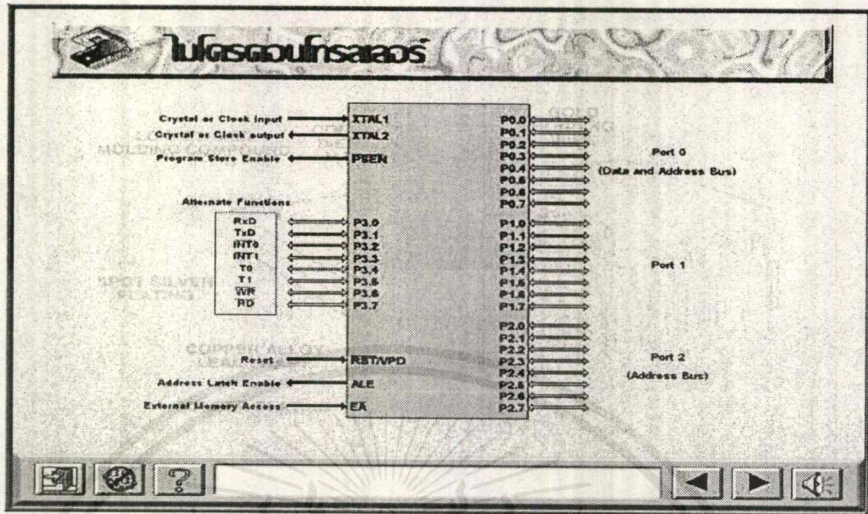 ไมโครคอนโทรลเลอร์
Crystal or Clock Input
Crystal or Clock output
Program Store Enable
Alternate Functions
RxD
TxD
INT0
INT1
T0
T1
WR
RD
Reset
Address Latch Enable
External Memory Access
XTAL1
XTAL2
PSEN
P3.0
P3.1
P3.2
P3.3
P3.4
P3.5
P3.6
P3.7
RST/VPD
ALE
EA
P0.0
P0.1
P0.2
P0.3
P0.4
P0.5
P0.6
P0.7
P1.0
P1.1
P1.2
P1.3
P1.4
P1.5
P1.6
P1.7
P2.0
P2.1
P2.2
P2.3
P2.4
P2.5
P2.6
P2.7
Port 0
(Data and Address Bus)
Port 1
Port 2
(Address Bus)
?